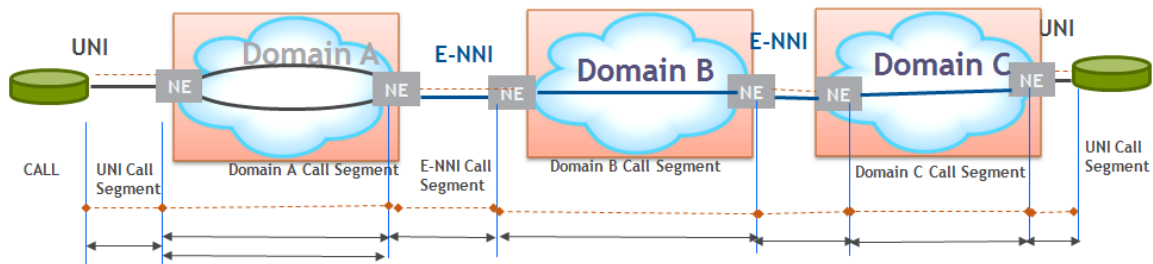 UNI
Domain A
E-NNI
Domain B
E-NNI
Domain C
UNI
NE
NE
NE
NE
NE
NE
CALL
UNI Call
Segment
Domain A Call Segment
E-NNI Call
Segment
Domain B Call Segment
Domain C Call Segment
UNI Call
Segment